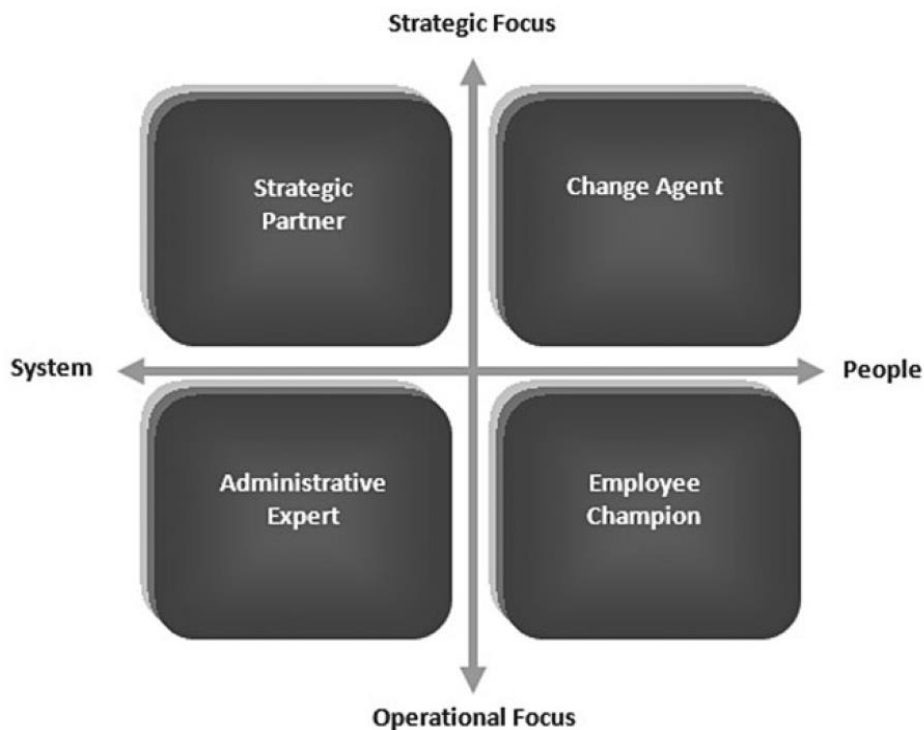 Strategic Focus
Strategic
Partner
Change Agent
System
People
Administrative
Expert
Employee
Champion
Operational Focus